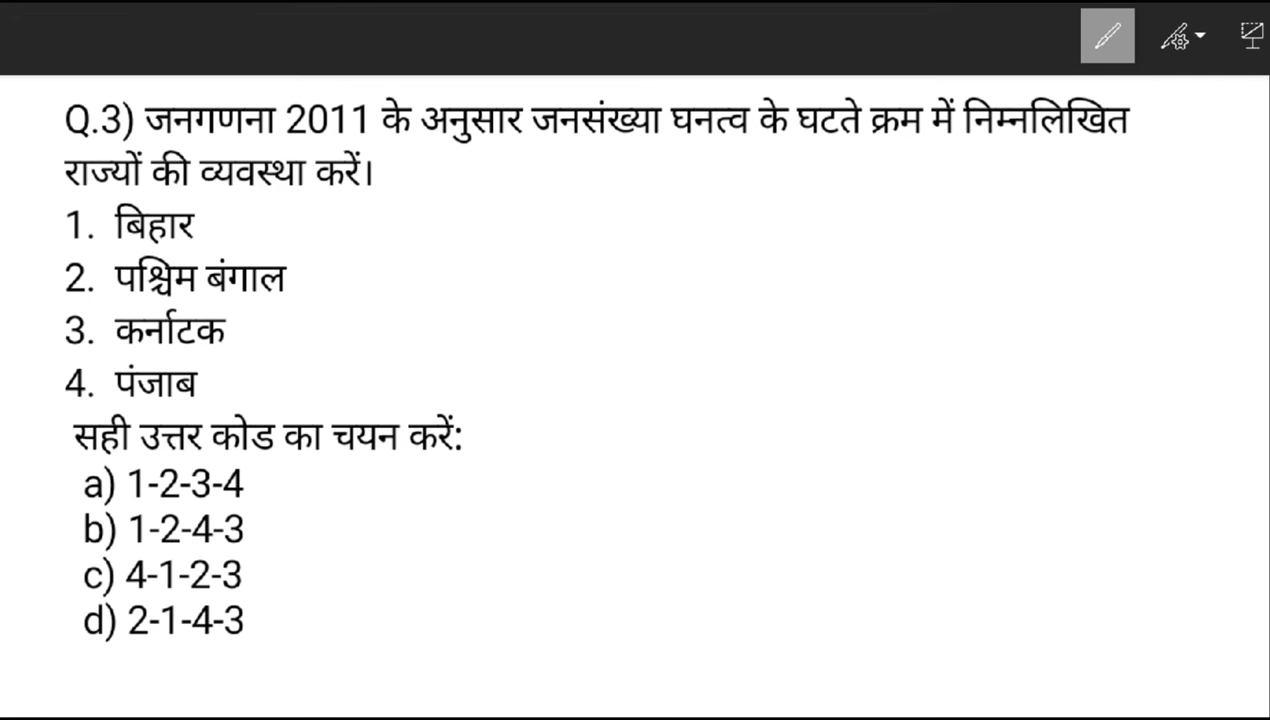 Q.3) जनगणना 2011 के अनुसार जनसंख्या घनत्व के घटते क्रम में निम्नलिखित
राज्यों की व्यवस्था करें।
1. बिहार
2. पश्चिम बंगाल
3. कर्नाटक
4. पंजाब
सही उत्तर कोड का चयन करें:
a) 1-2-3-4
b) 1-2-4-3
c) 4-1-2-3
d) 2-1-4-3